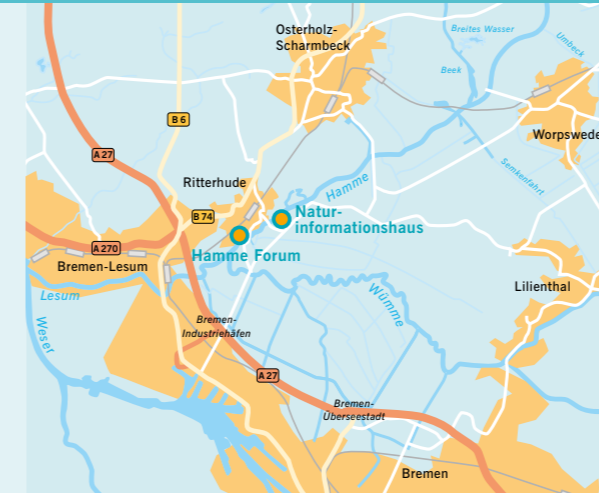 Osterholz-
Scharmbeck
Breites Wasser
Umbeck
Beek
B 6
Worpswede
A 27
Semkenfahrt
Ritterhude
Hamme
B 74
Natur-
informationshaus
A 270
Hamme Forum
Bremen-Lesum
Lilienthal
Lesum
Wümme
Weser
Bremen-
Industriehäfen
A 27
Bremen-
Überseestadt
Bremen